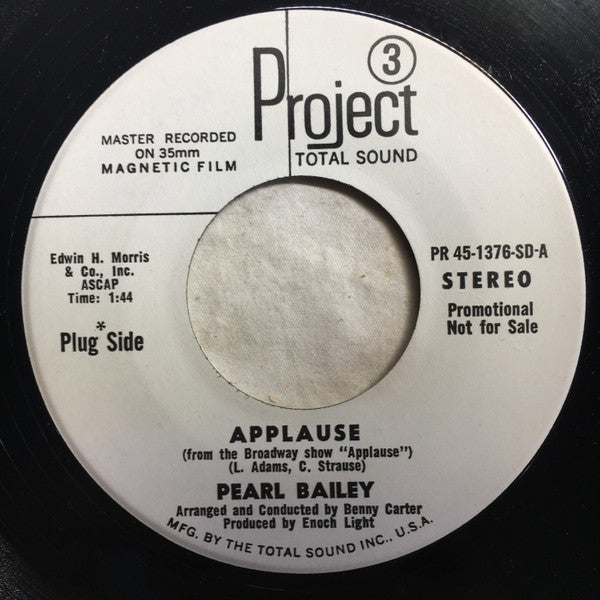 Project 3
TOTAL SOUND
MASTER RECORDED
ON 35mm
MAGNETIC FILM
Edwin H. Morris
& Co., Inc.
ASCAP
Time: 1:44
*
Plug Side
PR 45-1376-SD-A
STEREO
Promotional
Not for Sale
APPLAUSE
(from the Broadway show "Applause")
(L. Adams, C. Strause)
PEARL BAILEY
Arranged and Conducted by Benny Carter
Produced by Enoch Light
MFG. BY THE TOTAL SOUND INC., U.S.A.